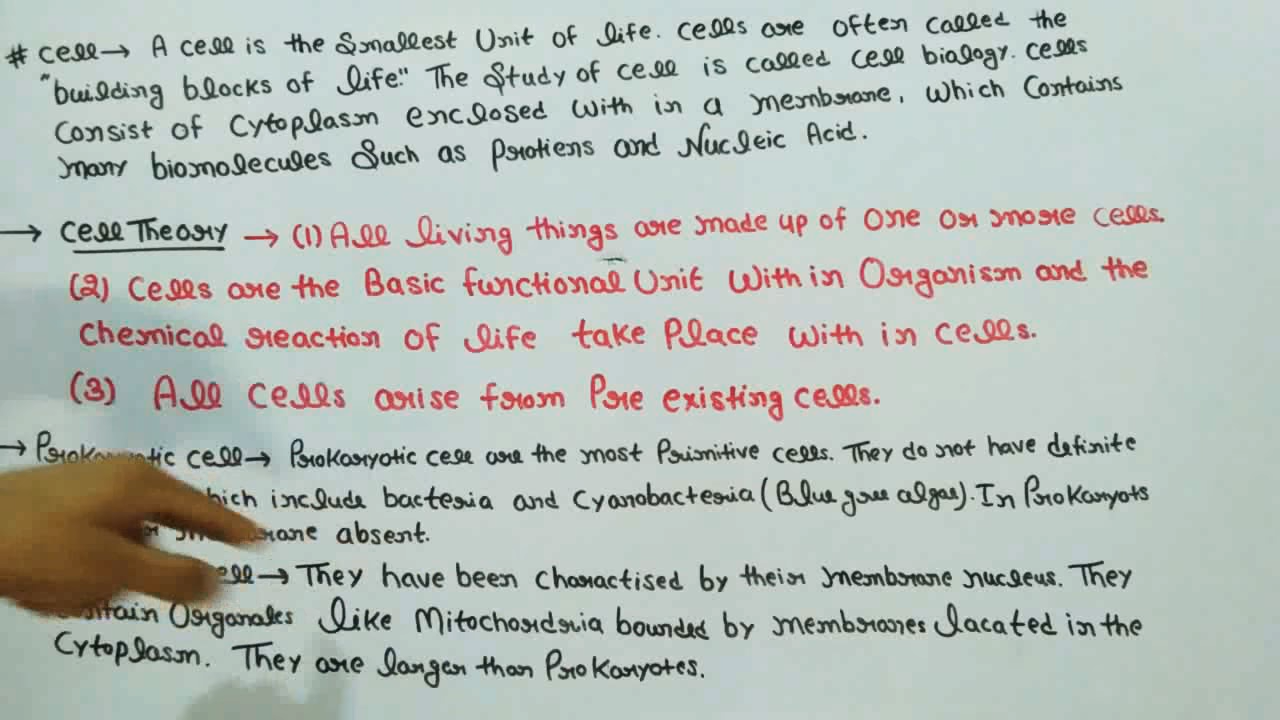 # Cell → A cell is the Smallest Unit of life. Cells are often called the
"building blocks of life." The Study of cell is called cell biology. Cells
Consist of Cytoplasm enclosed with in a membrane, which Contains
many biomolecules Such as Protiens and Nucleic Acid.
→ Cell Theory → (1) All living things are made up of one or more cells.
(2) Cells are the Basic functional Unit with in Organism and the
Chemical reaction of life take Place with in cells.
(3) All cells arise from Pre existing cells.
→ cell → Prokaryotic cell are the most Primitive cells. They do not have definite
include bacteria and Cyanobacteria (Blue gree algae). In Prokaryots
absent.
→ They have been Charactised by their membrane nucleus. They
Organales like Mitochordria bounded by membranes lacated in the
Cytoplasm. They are larger than Prokaryotes.